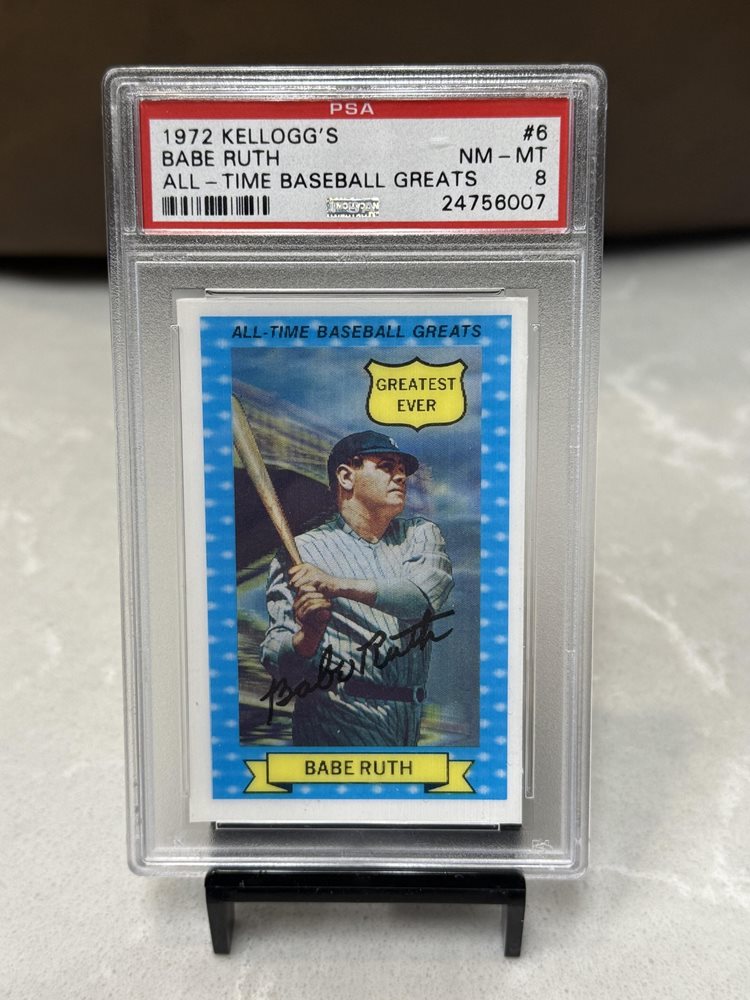 PSA
1972 KELLOGG'S #6
BABE RUTH NM - MT
ALL - TIME BASEBALL GREATS 8
24756007
ALL-TIME BASEBALL GREATS
GREATEST
EVER
Babe Ruth
BABE RUTH